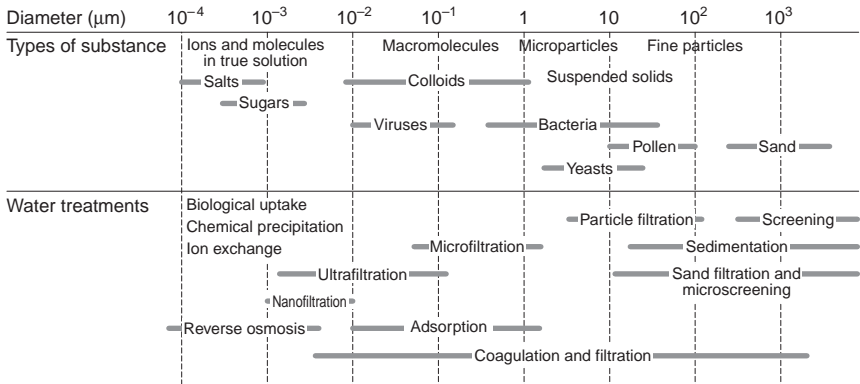 Diameter (μm) 10⁻⁴ 10⁻³ 10⁻² 10⁻¹ 1 10 10² 10³
Types of substance Ions and molecules Macromolecules Microparticles Fine particles
in true solution
Salts Colloids Suspended solids
Sugars
Viruses Bacteria
Pollen Sand
Yeasts
Water treatments Biological uptake
Particle filtration Screening
Chemical precipitation
Ion exchange Microfiltration Sedimentation
Ultrafiltration Sand filtration and
microscreening
Nanofiltration
Reverse osmosis Adsorption
Coagulation and filtration